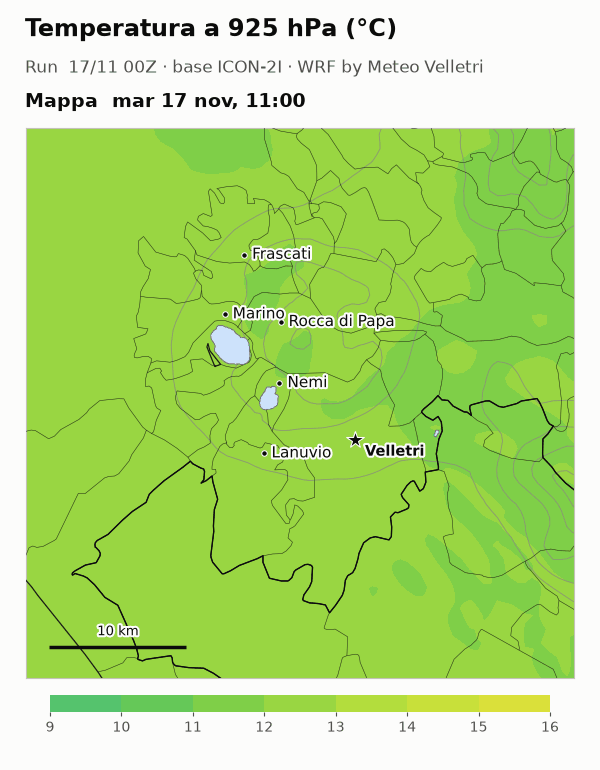 Temperatura a 925 hPa (°C)
Run  17/11 00Z · base ICON-2I · WRF by Meteo Velletri
Mappa  mar 17 nov, 11:00
Frascati
Marino
Rocca di Papa
Nemi
Velletri
Lanuvio
10 km
9 10 11 12 13 14 15 16